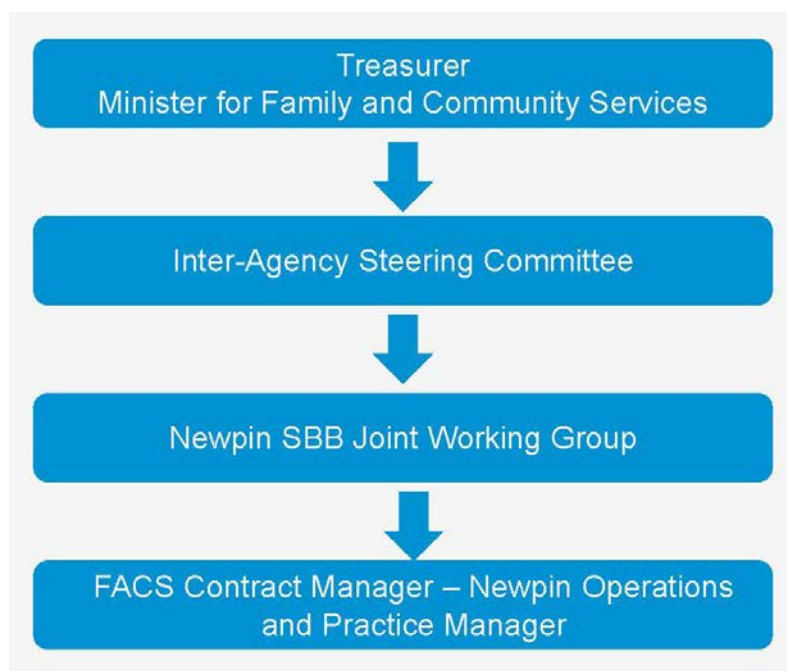 Treasurer
Minister for Family and Community Services
Inter-Agency Steering Committee
Newpin SBB Joint Working Group
FACS Contract Manager – Newpin Operations
and Practice Manager